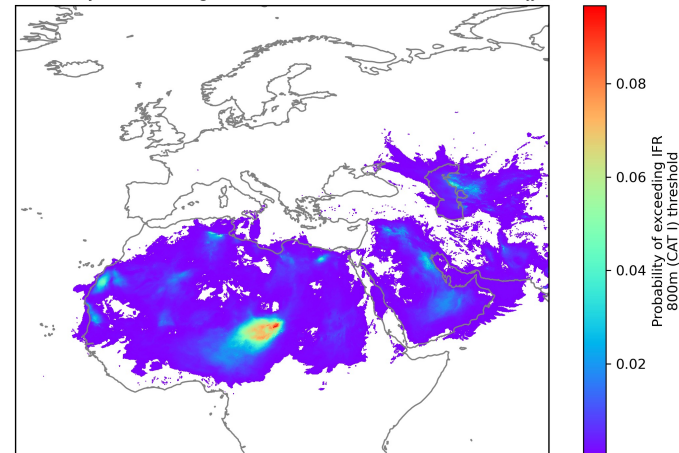 0.08
0.06
0.04
0.02
Probability of exceeding IFR
800m (CAT I) threshold